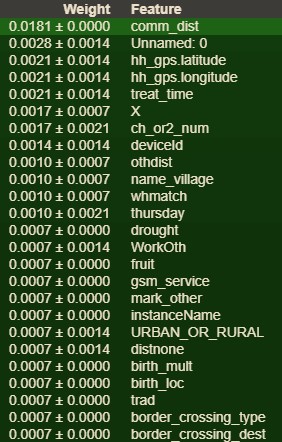 Weight Feature
0.0181 ± 0.0000 comm_dist
0.0028 ± 0.0014 Unnamed: 0
0.0021 ± 0.0014 hh_gps.latitude
0.0021 ± 0.0014 hh_gps.longitude
0.0021 ± 0.0014 treat_time
0.0017 ± 0.0007 X
0.0017 ± 0.0021 ch_or2_num
0.0014 ± 0.0014 deviceId
0.0010 ± 0.0007 othdist
0.0010 ± 0.0007 name_village
0.0010 ± 0.0007 whmatch
0.0010 ± 0.0021 thursday
0.0007 ± 0.0000 drought
0.0007 ± 0.0014 WorkOth
0.0007 ± 0.0000 fruit
0.0007 ± 0.0000 gsm_service
0.0007 ± 0.0000 mark_other
0.0007 ± 0.0000 instanceName
0.0007 ± 0.0014 URBAN_OR_RURAL
0.0007 ± 0.0014 distnone
0.0007 ± 0.0000 birth_mult
0.0007 ± 0.0000 birth_loc
0.0007 ± 0.0000 trad
0.0007 ± 0.0000 border_crossing_type
0.0007 ± 0.0000 border_crossing_dest